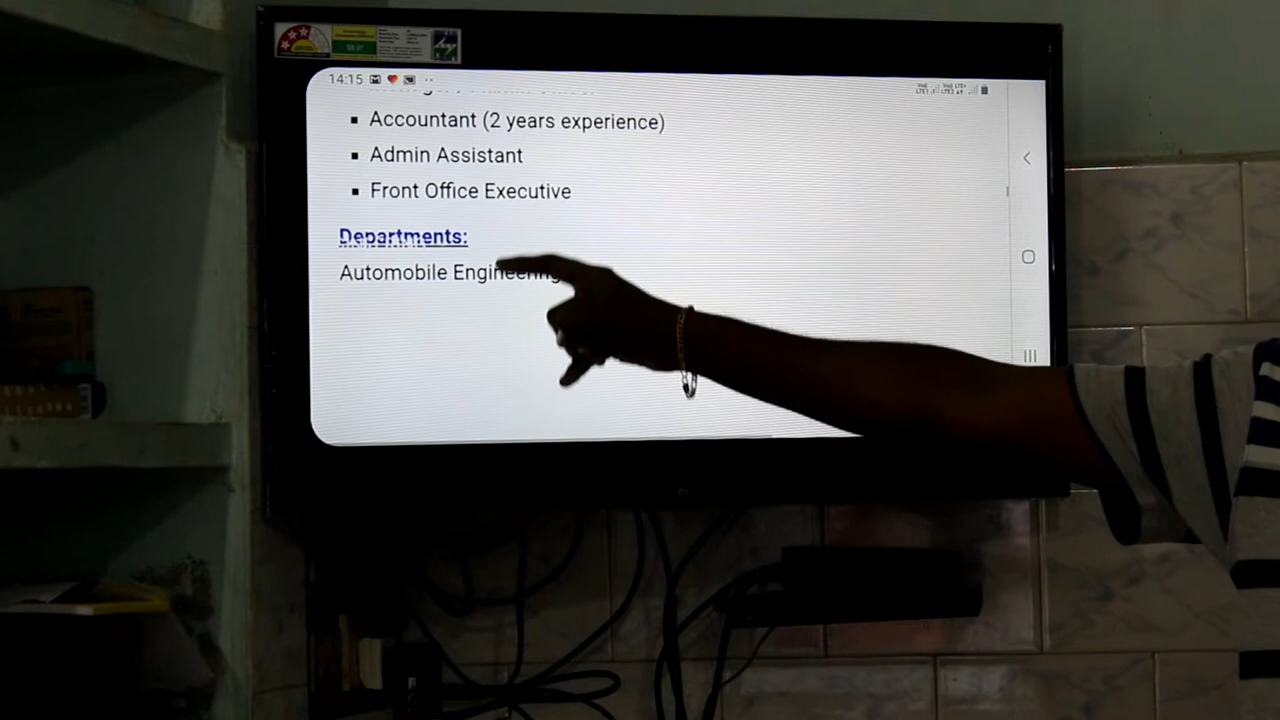 14:15
Accountant (2 years experience)
Admin Assistant
Front Office Executive
Departments:
Automobile Engineering